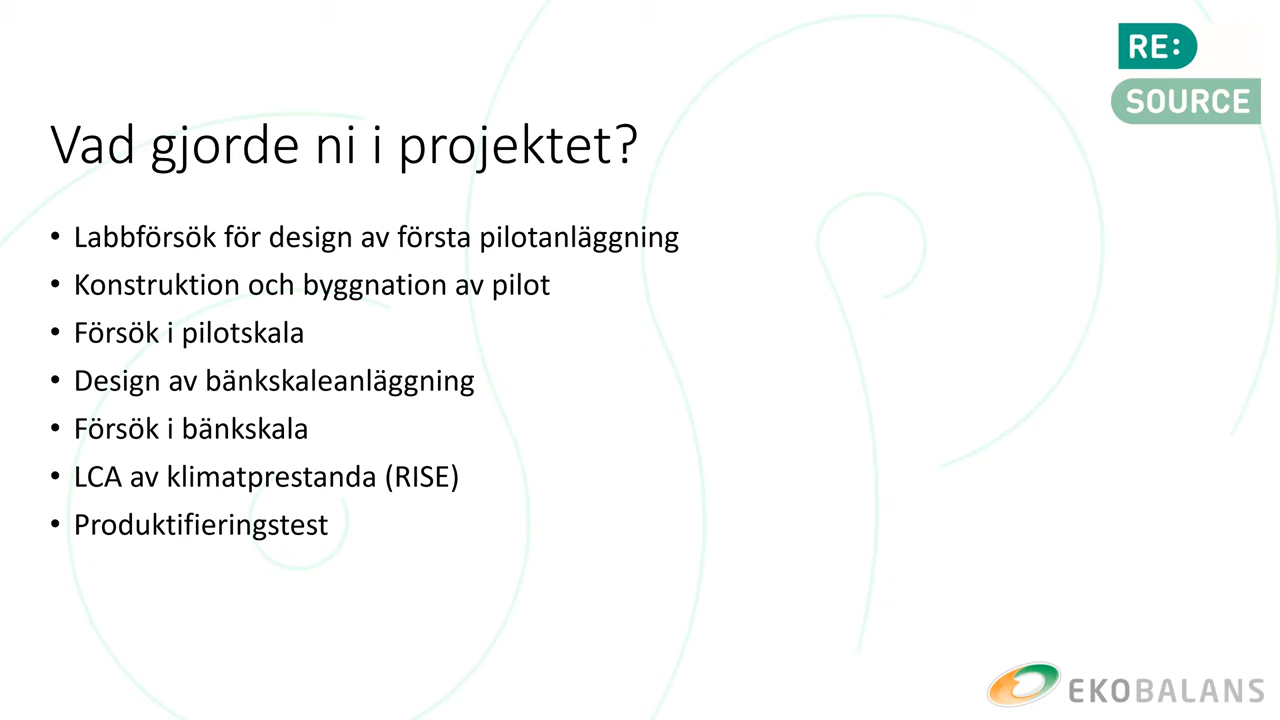 RE:
SOURCE
Vad gjorde ni i projektet?
• Labbförsök för design av första pilotanläggning
• Konstruktion och byggnation av pilot
• Försök i pilotskala
• Design av bänkskaleanläggning
• Försök i bänkskala
• LCA av klimatprestanda (RISE)
• Produktifieringstest
EKOBALANS